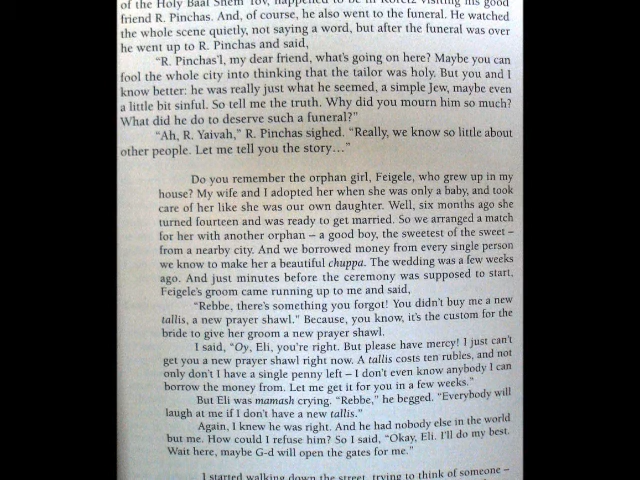 of the Holy Baal Shem Tov, happened to be in Koretz visiting his good
friend R. Pinchas. And, of course, he also went to the funeral. He watched
the whole scene quietly, not saying a word, but after the funeral was over
he went up to R. Pinchas and said,
"R. Pinchas'l, my dear friend, what's going on here? Maybe you can
fool the whole city into thinking that the tailor was holy. But you and I
know better: he was really just what he seemed, a simple Jew, maybe even
a little bit sinful. So tell me the truth. Why did you mourn him so much?
What did he do to deserve such a funeral?"
"Ah, R. Yaivah," R. Pinchas sighed. "Really, we know so little about
other people. Let me tell you the story…"
Do you remember the orphan girl, Feigele, who grew up in my
house? My wife and I adopted her when she was only a baby, and took
care of her like she was our own daughter. Well, six months ago she
turned fourteen and was ready to get married. So we arranged a match
for her with another orphan – a good boy, the sweetest of the sweet –
from a nearby city. And we borrowed money from every single person
we know to make her a beautiful chuppa. The wedding was a few weeks
ago. And just minutes before the ceremony was supposed to start,
Feigele's groom came running up to me and said,
"Rebbe, there's something you forgot! You didn't buy me a new
tallis, a new prayer shawl." Because, you know, it's the custom for the
bride to give her groom a new prayer shawl.
I said, "Oy, Eli, you're right. But please have mercy! I just can't
get you a new prayer shawl right now. A tallis costs ten rubles, and not
only don't I have a single penny left – I don't even know anybody I can
borrow the money from. Let me get it for you in a few weeks."
But Eli was mamash crying. "Rebbe," he begged. "Everybody will
laugh at me if I don't have a new tallis."
Again, I knew he was right. And he had nobody else in the world
but me. How could I refuse him? So I said, "Okay, Eli. I'll do my best.
Wait here, maybe G-d will open the gates for me."
I started walking down the street, trying to think of someone –